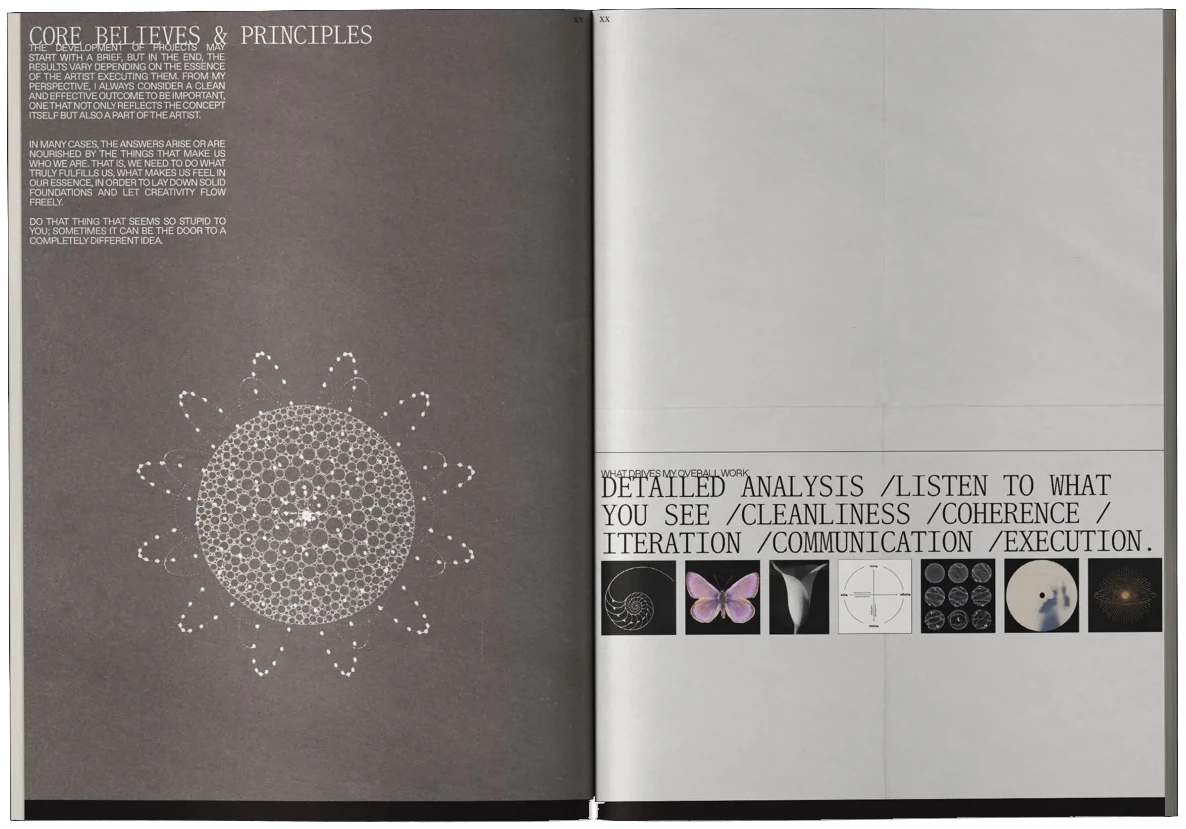 XX
XX
CORE BELIEVES & PRINCIPLES
THE DEVELOPMENT OF PROJECTS MAY
START WITH A BRIEF, BUT IN THE END, THE
RESULTS VARY DEPENDING ON THE ESSENCE
OF THE ARTIST EXECUTING THEM. FROM MY
PERSPECTIVE, I ALWAYS CONSIDER A CLEAN
AND EFFECTIVE OUTCOME TO BE IMPORTANT,
ONE THAT NOT ONLY REFLECTS THE CONCEPT
ITSELF BUT ALSO A PART OF THE ARTIST.
IN MANY CASES, THE ANSWERS ARISE OR ARE
NOURISHED BY THE THINGS THAT MAKE US
WHO WE ARE. THAT IS, WE NEED TO DO WHAT
TRULY FULFILLS US, WHAT MAKES US FEEL IN
OUR ESSENCE, IN ORDER TO LAY DOWN SOLID
FOUNDATIONS AND LET CREATIVITY FLOW
FREELY.
DO THAT THING THAT SEEMS SO STUPID TO
YOU; SOMETIMES IT CAN BE THE DOOR TO A
COMPLETELY DIFFERENT IDEA.
WHAT DRIVES MY OVERALL WORK
DETAILED ANALYSIS /LISTEN TO WHAT
YOU SEE /CLEANLINESS /COHERENCE /
ITERATION /COMMUNICATION /EXECUTION.